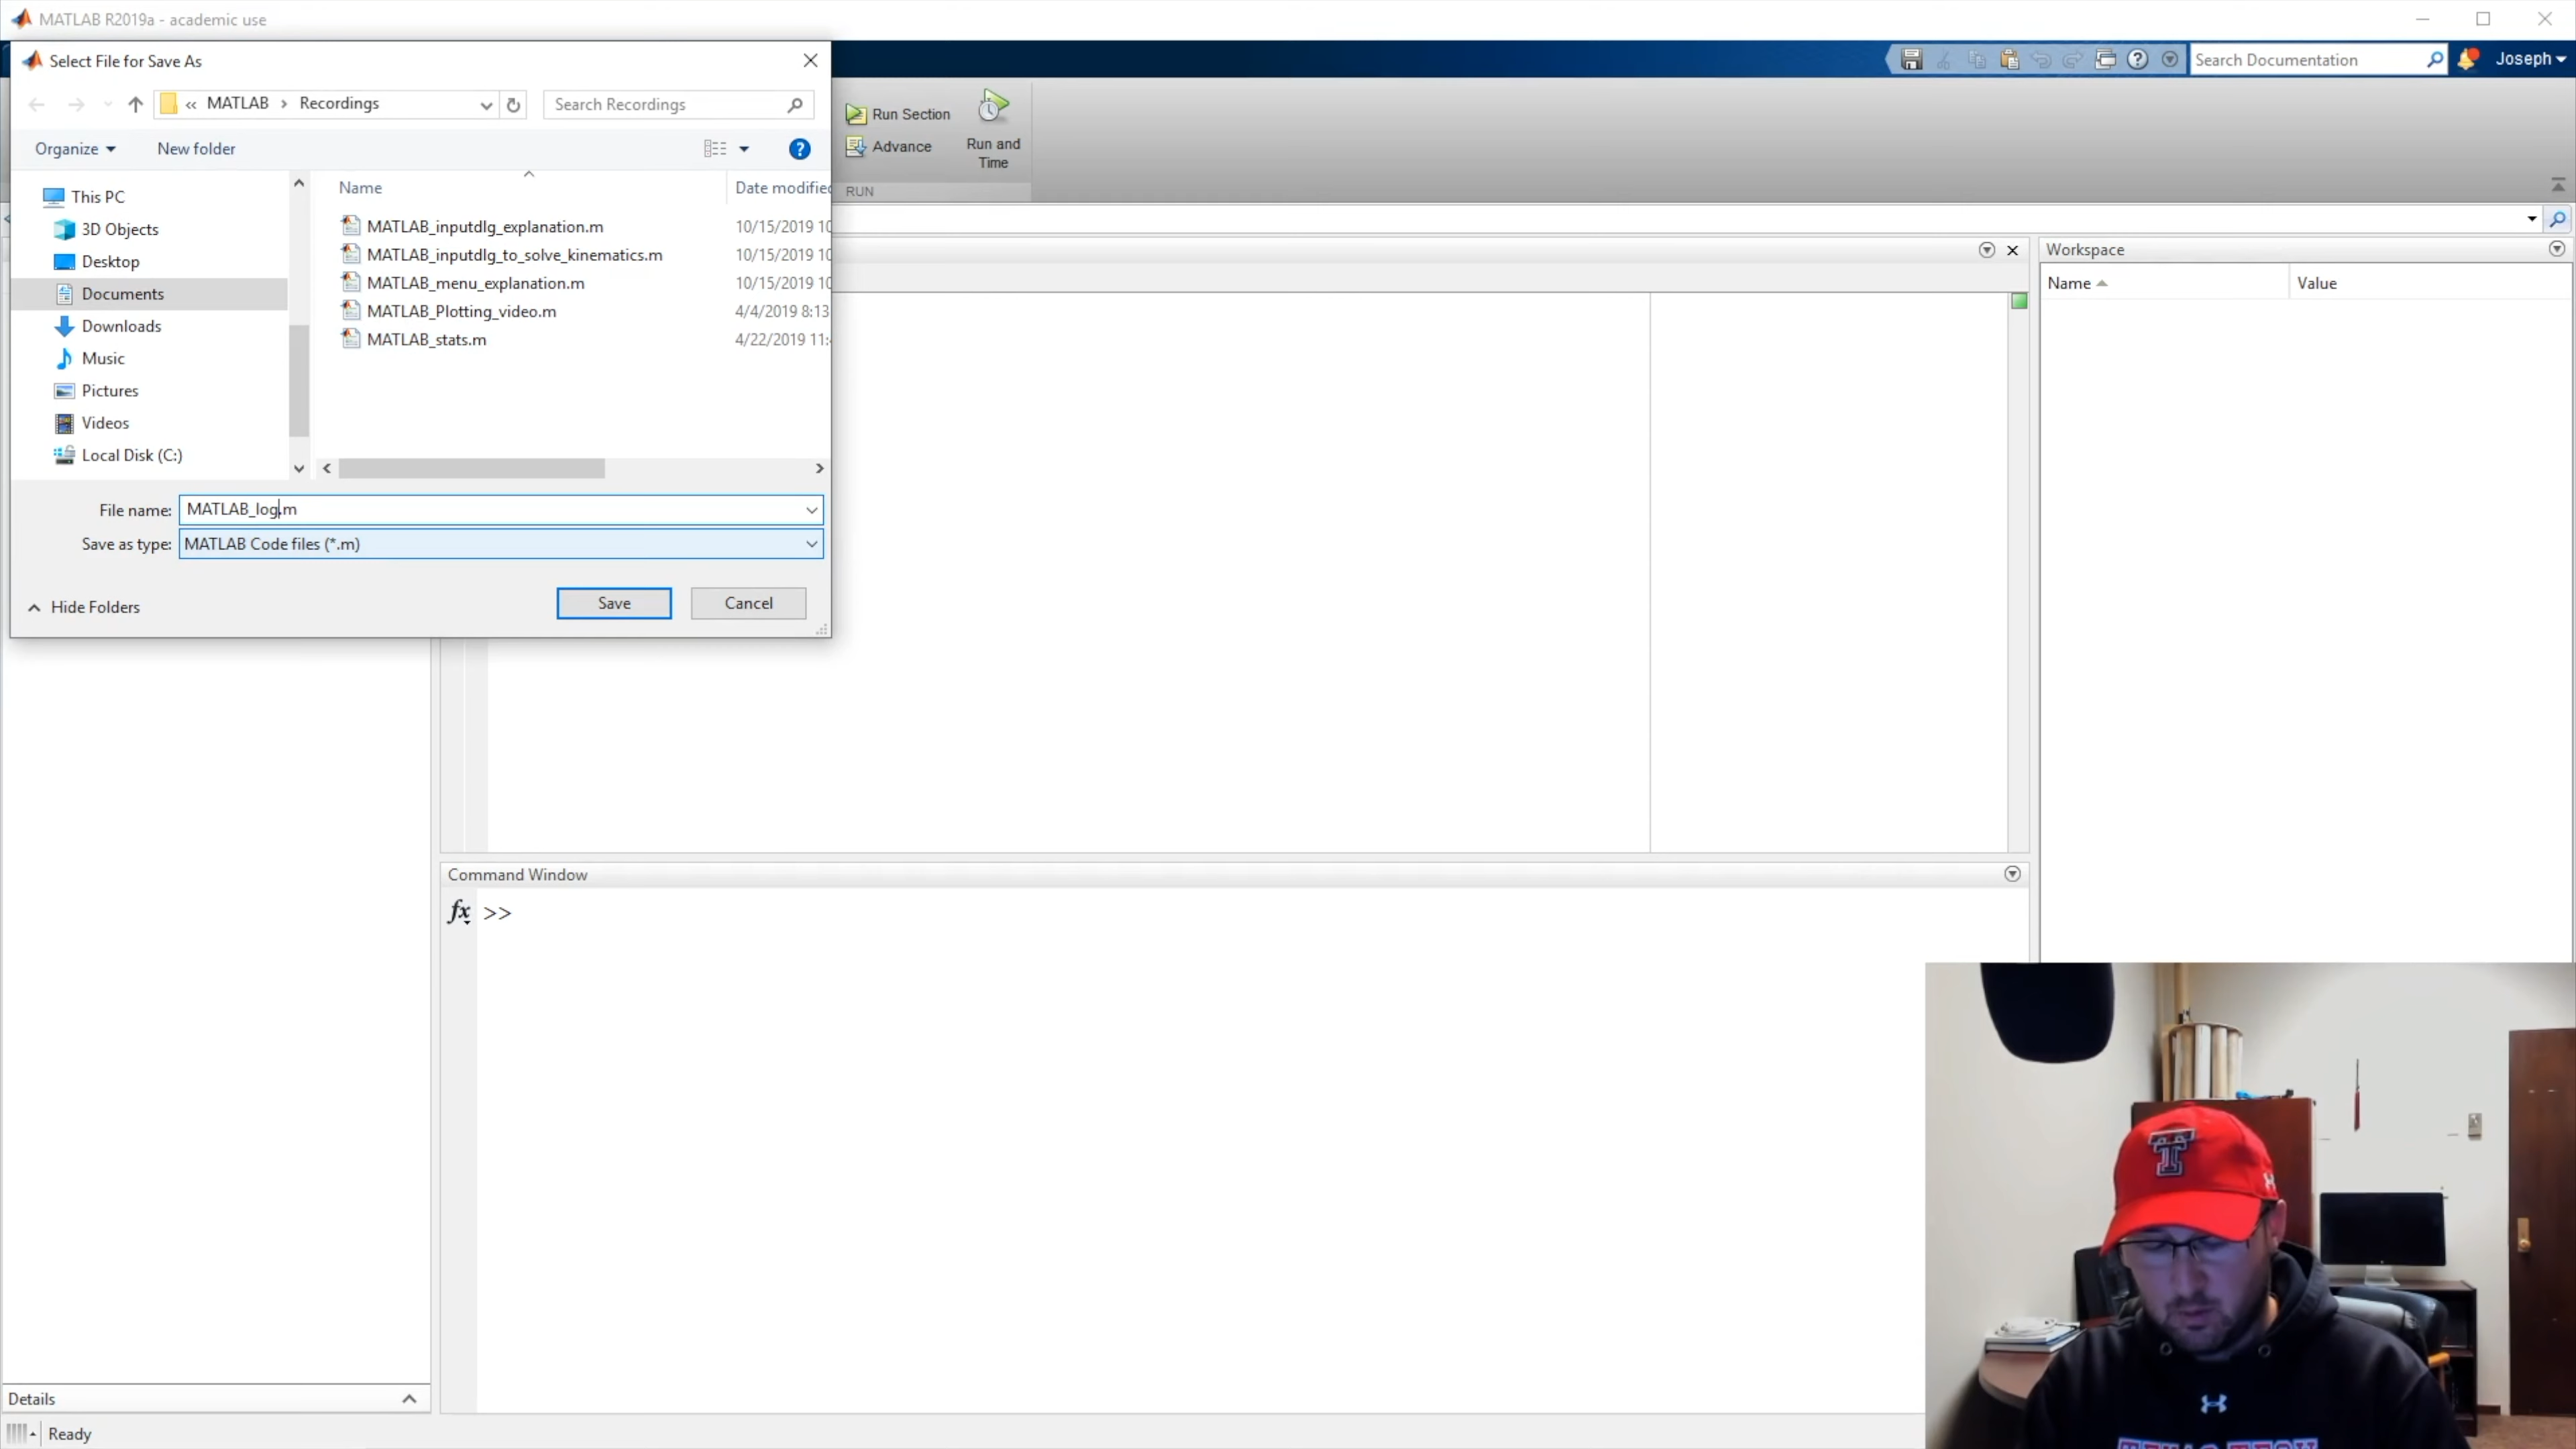 MATLAB R2019a - academic use
Select File for Save As
Search Documentation
Joseph
« MATLAB › Recordings
Search Recordings
Run Section
Advance
Run and
Time
RUN
Organize
New folder
This PC
3D Objects
Desktop
Documents
Downloads
Music
Pictures
Videos
Local Disk (C:)
Name
Date modified
MATLAB_inputdlg_explanation.m 10/15/2019 10
MATLAB_inputdlg_to_solve_kinematics.m 10/15/2019 10
MATLAB_menu_explanation.m 10/15/2019 10
MATLAB_Plotting_video.m 4/4/2019 8:13
MATLAB_stats.m 4/22/2019 11:
File name: MATLAB_log.m
Save as type: MATLAB Code files (*.m)
Hide Folders
Save
Cancel
Workspace
Name
Value
Command Window
fx >>
T
Details
Ready